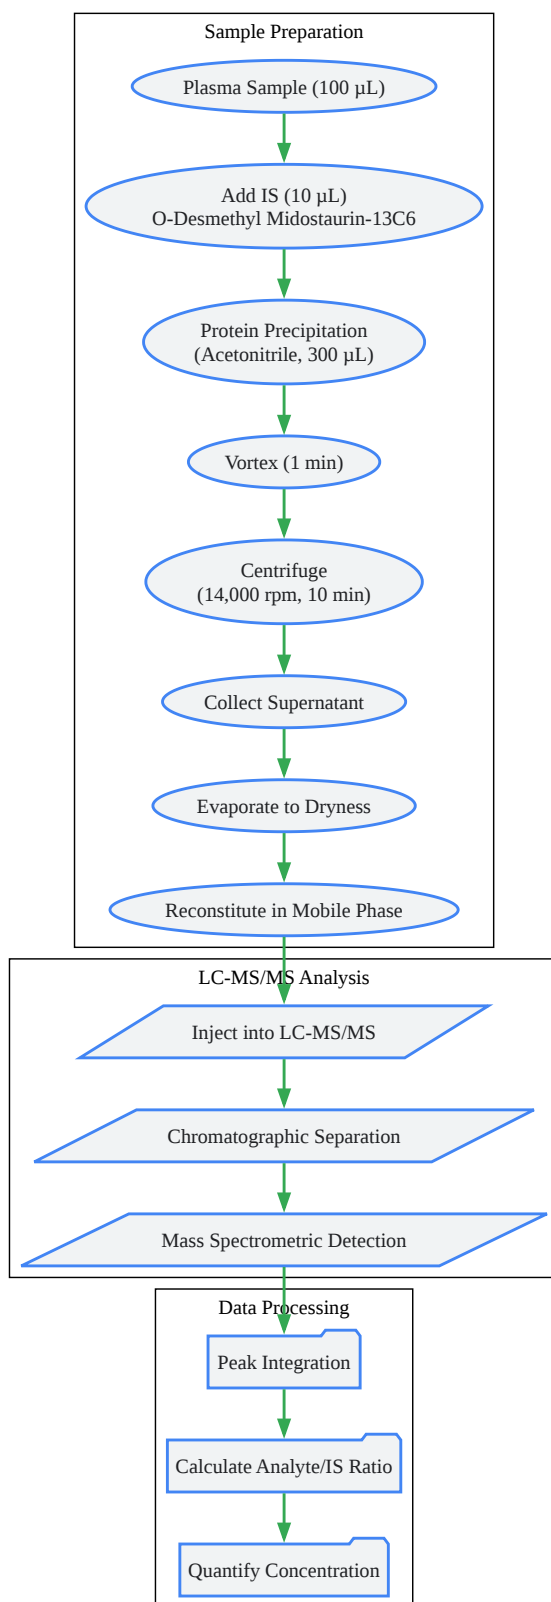 Sample Preparation
Plasma Sample (100 µL)
Add IS (10 µL)
O-Desmethyl Midostaurin-13C6
Protein Precipitation
(Acetonitrile, 300 µL)
Vortex (1 min)
Centrifuge
(14,000 rpm, 10 min)
Collect Supernatant
Evaporate to Dryness
Reconstitute in Mobile Phase
LC-MS/MS Analysis
Inject into LC-MS/MS
Chromatographic Separation
Mass Spectrometric Detection
Data Processing
Peak Integration
Calculate Analyte/IS Ratio
Quantify Concentration